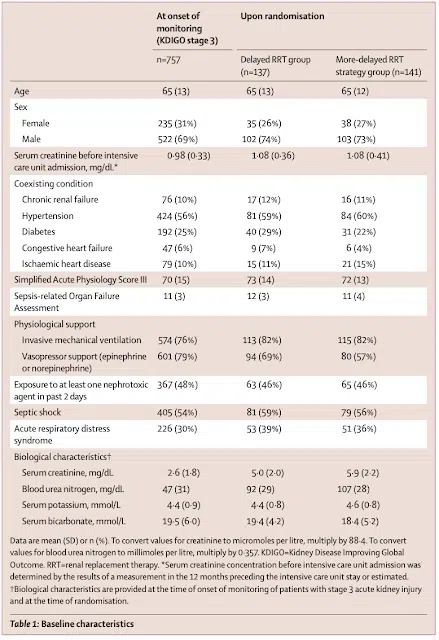 At onset of monitoring (KDIGO stage 3) Upon randomisation
n=757 Delayed RRT group (n=137) More-delayed RRT strategy group (n=141)
Age 65 (13) 65 (13) 65 (12)
Sex
Female 235 (31%) 35 (26%) 38 (27%)
Male 522 (69%) 102 (74%) 103 (73%)
Serum creatinine before intensive care unit admission, mg/dL* 0·98 (0·33) 1·08 (0·36) 1·08 (0·41)
Coexisting condition
Chronic renal failure 76 (10%) 17 (12%) 16 (11%)
Hypertension 424 (56%) 81 (59%) 84 (60%)
Diabetes 192 (25%) 40 (29%) 31 (22%)
Congestive heart failure 47 (6%) 9 (7%) 6 (4%)
Ischaemic heart disease 79 (10%) 15 (11%) 21 (15%)
Simplified Acute Physiology Score III 70 (15) 73 (14) 72 (13)
Sepsis-related Organ Failure Assessment 11 (3) 12 (3) 11 (4)
Physiological support
Invasive mechanical ventilation 574 (76%) 113 (82%) 115 (82%)
Vasopressor support (epinephrine or norepinephrine) 601 (79%) 94 (69%) 80 (57%)
Exposure to at least one nephrotoxic agent in past 2 days 367 (48%) 63 (46%) 65 (46%)
Septic shock 405 (54%) 81 (59%) 79 (56%)
Acute respiratory distress syndrome 226 (30%) 53 (39%) 51 (36%)
Biological characteristics†
Serum creatinine, mg/dL 2·6 (1·8) 5·0 (2·0) 5·9 (2·2)
Blood urea nitrogen, mg/dL 47 (31) 92 (29) 107 (28)
Serum potassium, mmol/L 4·4 (0·9) 4·4 (0·8) 4·6 (0·8)
Serum bicarbonate, mmol/L 19·5 (6·0) 19·4 (4·2) 18·4 (5·2)
Data are mean (SD) or n (%). To convert values for creatinine to micromoles per litre, multiply by 88·4. To convert
values for blood urea nitrogen to millimoles per litre, multiply by 0·357. KDIGO=Kidney Disease Improving Global
Outcome. RRT=renal replacement therapy. *Serum creatinine concentration before intensive care unit admission was
determined by the results of a measurement in the 12 months preceding the intensive care unit stay or estimated.
†Biological characteristics are provided at the time of onset of monitoring of patients with stage 3 acute kidney injury
and at the time of randomisation.
Table 1: Baseline characteristics